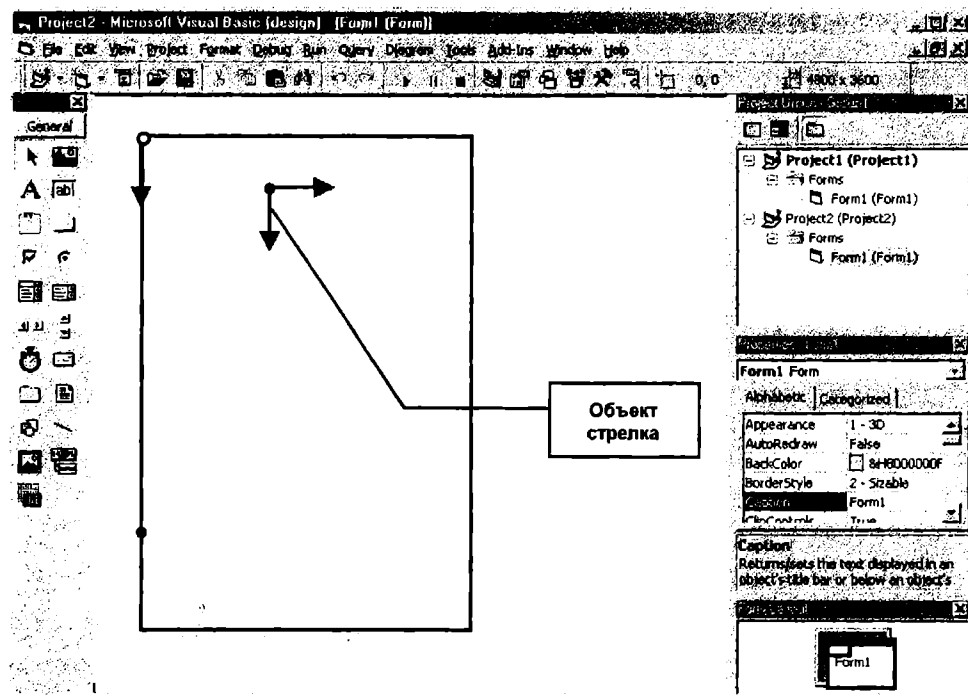 Project2 - Microsoft Visual Basic [design] [Form1 (Form)]
File Edit View Project Format Debug Run Query Diagram Tools Add-Ins Window Help
0,0 4800 x 3600
General
A ab
Project1 (Project1)
Forms
Form1 (Form1)
Project2 (Project2)
Forms
Form1 (Form1)
Form1 Form
Alphabetic Categorized
Appearance 1 - 3D
AutoRedraw False
BackColor &H8000000F
BorderStyle 2 - Sizable
Caption Form1
ClipControls True
Caption
Returns/sets the text displayed in an
object's title bar or below an object's
Form1
Объект
стрелка